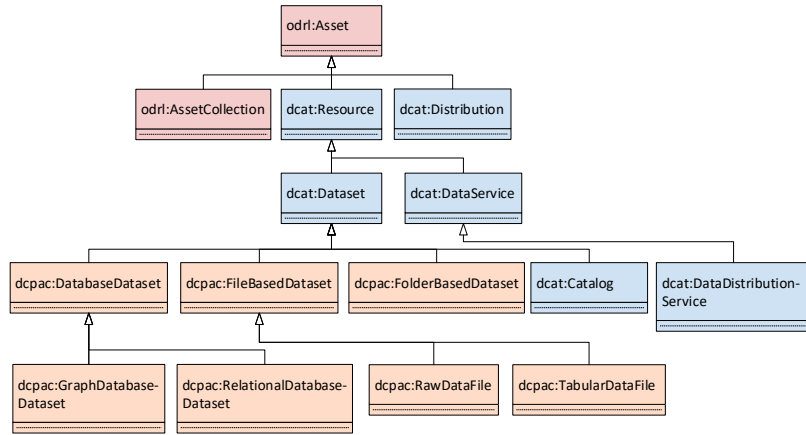 odrl:Asset
odrl:AssetCollection
dcat:Resource
dcat:Distribution
dcat:Dataset
dcat:DataService
dcpac:DatabaseDataset
dcpac:FileBasedDataset
dcpac:FolderBasedDataset
dcat:Catalog
dcat:DataDistribution-
Service
dcpac:GraphDatabase-
Dataset
dcpac:RelationalDatabase-
Dataset
dcpac:RawDataFile
dcpac:TabularDataFile